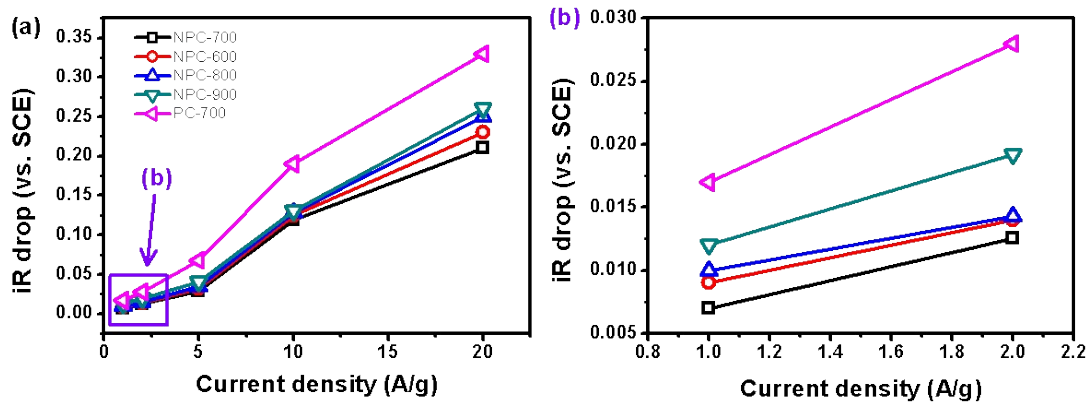 (a)
iR drop (vs. SCE)
0.35
0.30
0.25
0.20
0.15
0.10
0.05
0.00
NPC-700
NPC-600
NPC-800
NPC-900
PC-700
(b)
0 5 10 15 20
Current density (A/g)
(b)
iR drop (vs. SCE)
0.030
0.025
0.020
0.015
0.010
0.005
0.8 1.0 1.2 1.4 1.6 1.8 2.0 2.2
Current density (A/g)